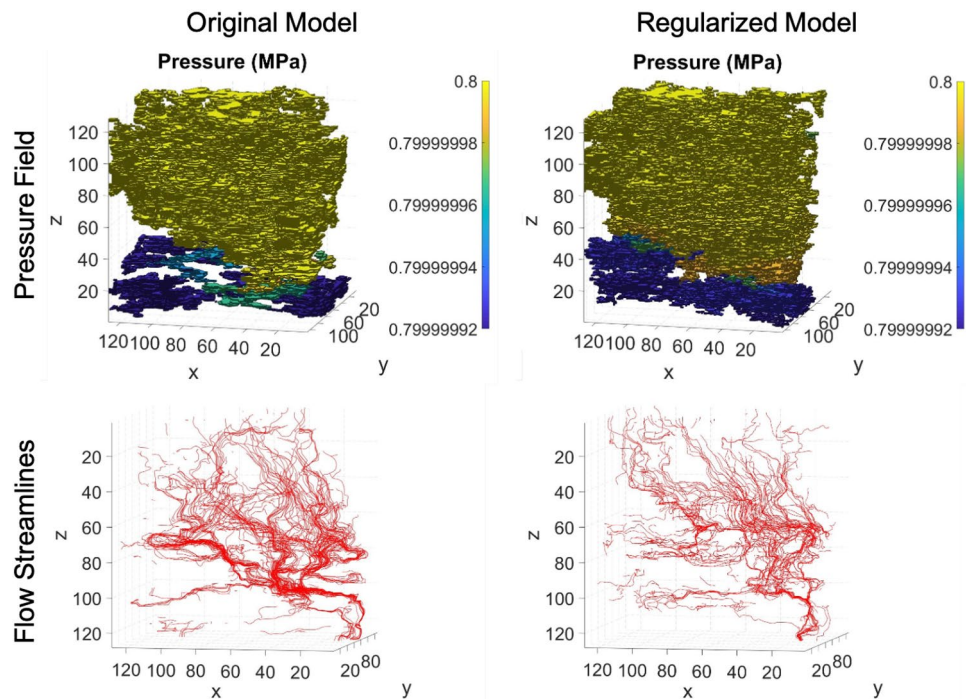 Original Model
Regularized Model
Pressure Field
Pressure (MPa)
z
120
100
80
60
40
20
120 100 80 60 40 20
x
20
60
100
y
0.8
0.79999998
0.79999996
0.79999994
0.79999992
Pressure (MPa)
z
120
100
80
60
40
20
120 100 80 60 40 20
x
20
60
100
y
0.8
0.79999998
0.79999996
0.79999994
0.79999992
Flow Streamlines
z
20
40
60
80
100
120
120 100 80 60 40 20
x
20 80
y
z
20
40
60
80
100
120
120 100 80 60 40 20
x
20 80
y